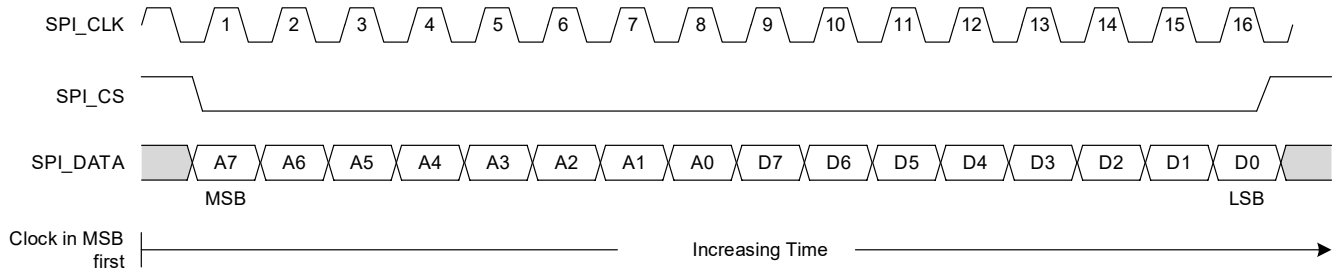 SPI_CLK 1 2 3 4 5 6 7 8 9 10 11 12 13 14 15 16
SPI_CS
SPI_DATA A7 A6 A5 A4 A3 A2 A1 A0 D7 D6 D5 D4 D3 D2 D1 D0
MSB LSB
Clock in MSB
first
Increasing Time